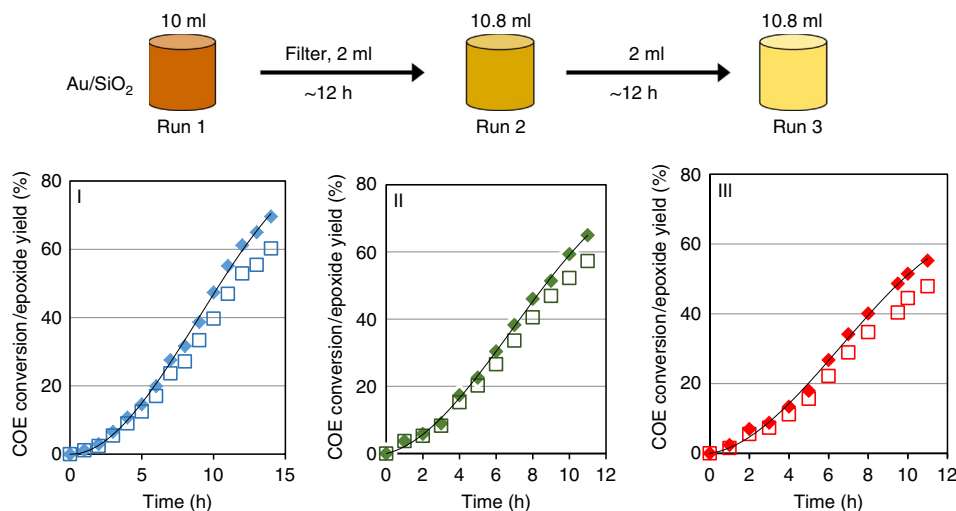 10 ml
10.8 ml
10.8 ml
Filter, 2 ml
2 ml
Au/SiO₂
~12 h
~12 h
Run 1
Run 2
Run 3
COE conversion/epoxide yield (%)
80
60
40
20
0
I
0
5
10
15
Time (h)
COE conversion/epoxide yield (%)
80
60
40
20
0
II
0
2
4
6
8
10
12
Time (h)
COE conversion/epoxide yield (%)
80
60
40
20
0
III
0
2
4
6
8
10
12
Time (h)